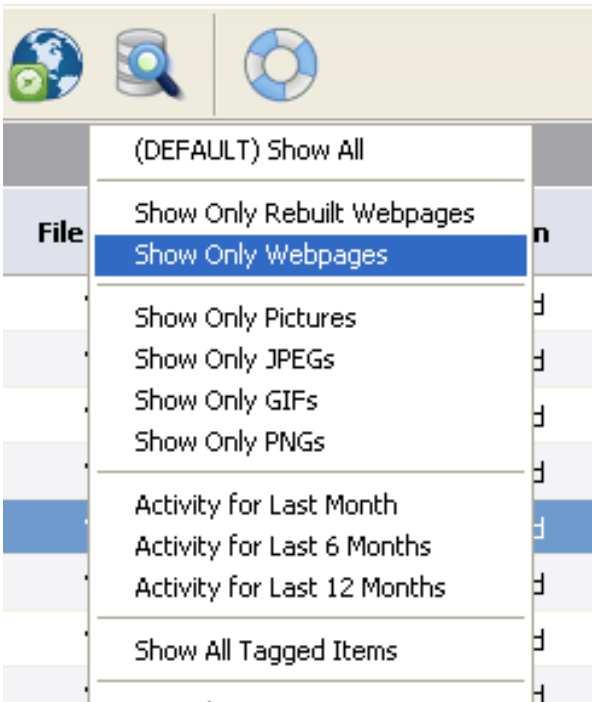 (DEFAULT) Show All
Show Only Rebuilt Webpages
File
Show Only Webpages
Show Only Pictures
Show Only JPEGs
Show Only GIFs
Show Only PNGs
Activity for Last Month
Activity for Last 6 Months
Activity for Last 12 Months
Show All Tagged Items